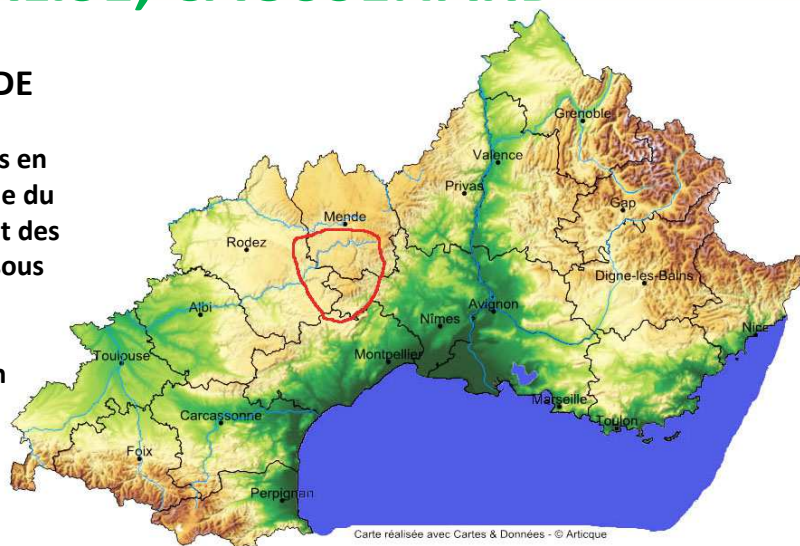 DE
s en
e du
t des
sous
n
Grenoble
Valence
Privas
Gap
Mende
Rodez
Digne-les-Bains
Albi
Avignon
Nîmes
Nice
Toulouse
Montpellier
Marseille
Carcassonne
Toulon
Foix
Perpignan
Carte réalisée avec Cartes & Données - © Articque